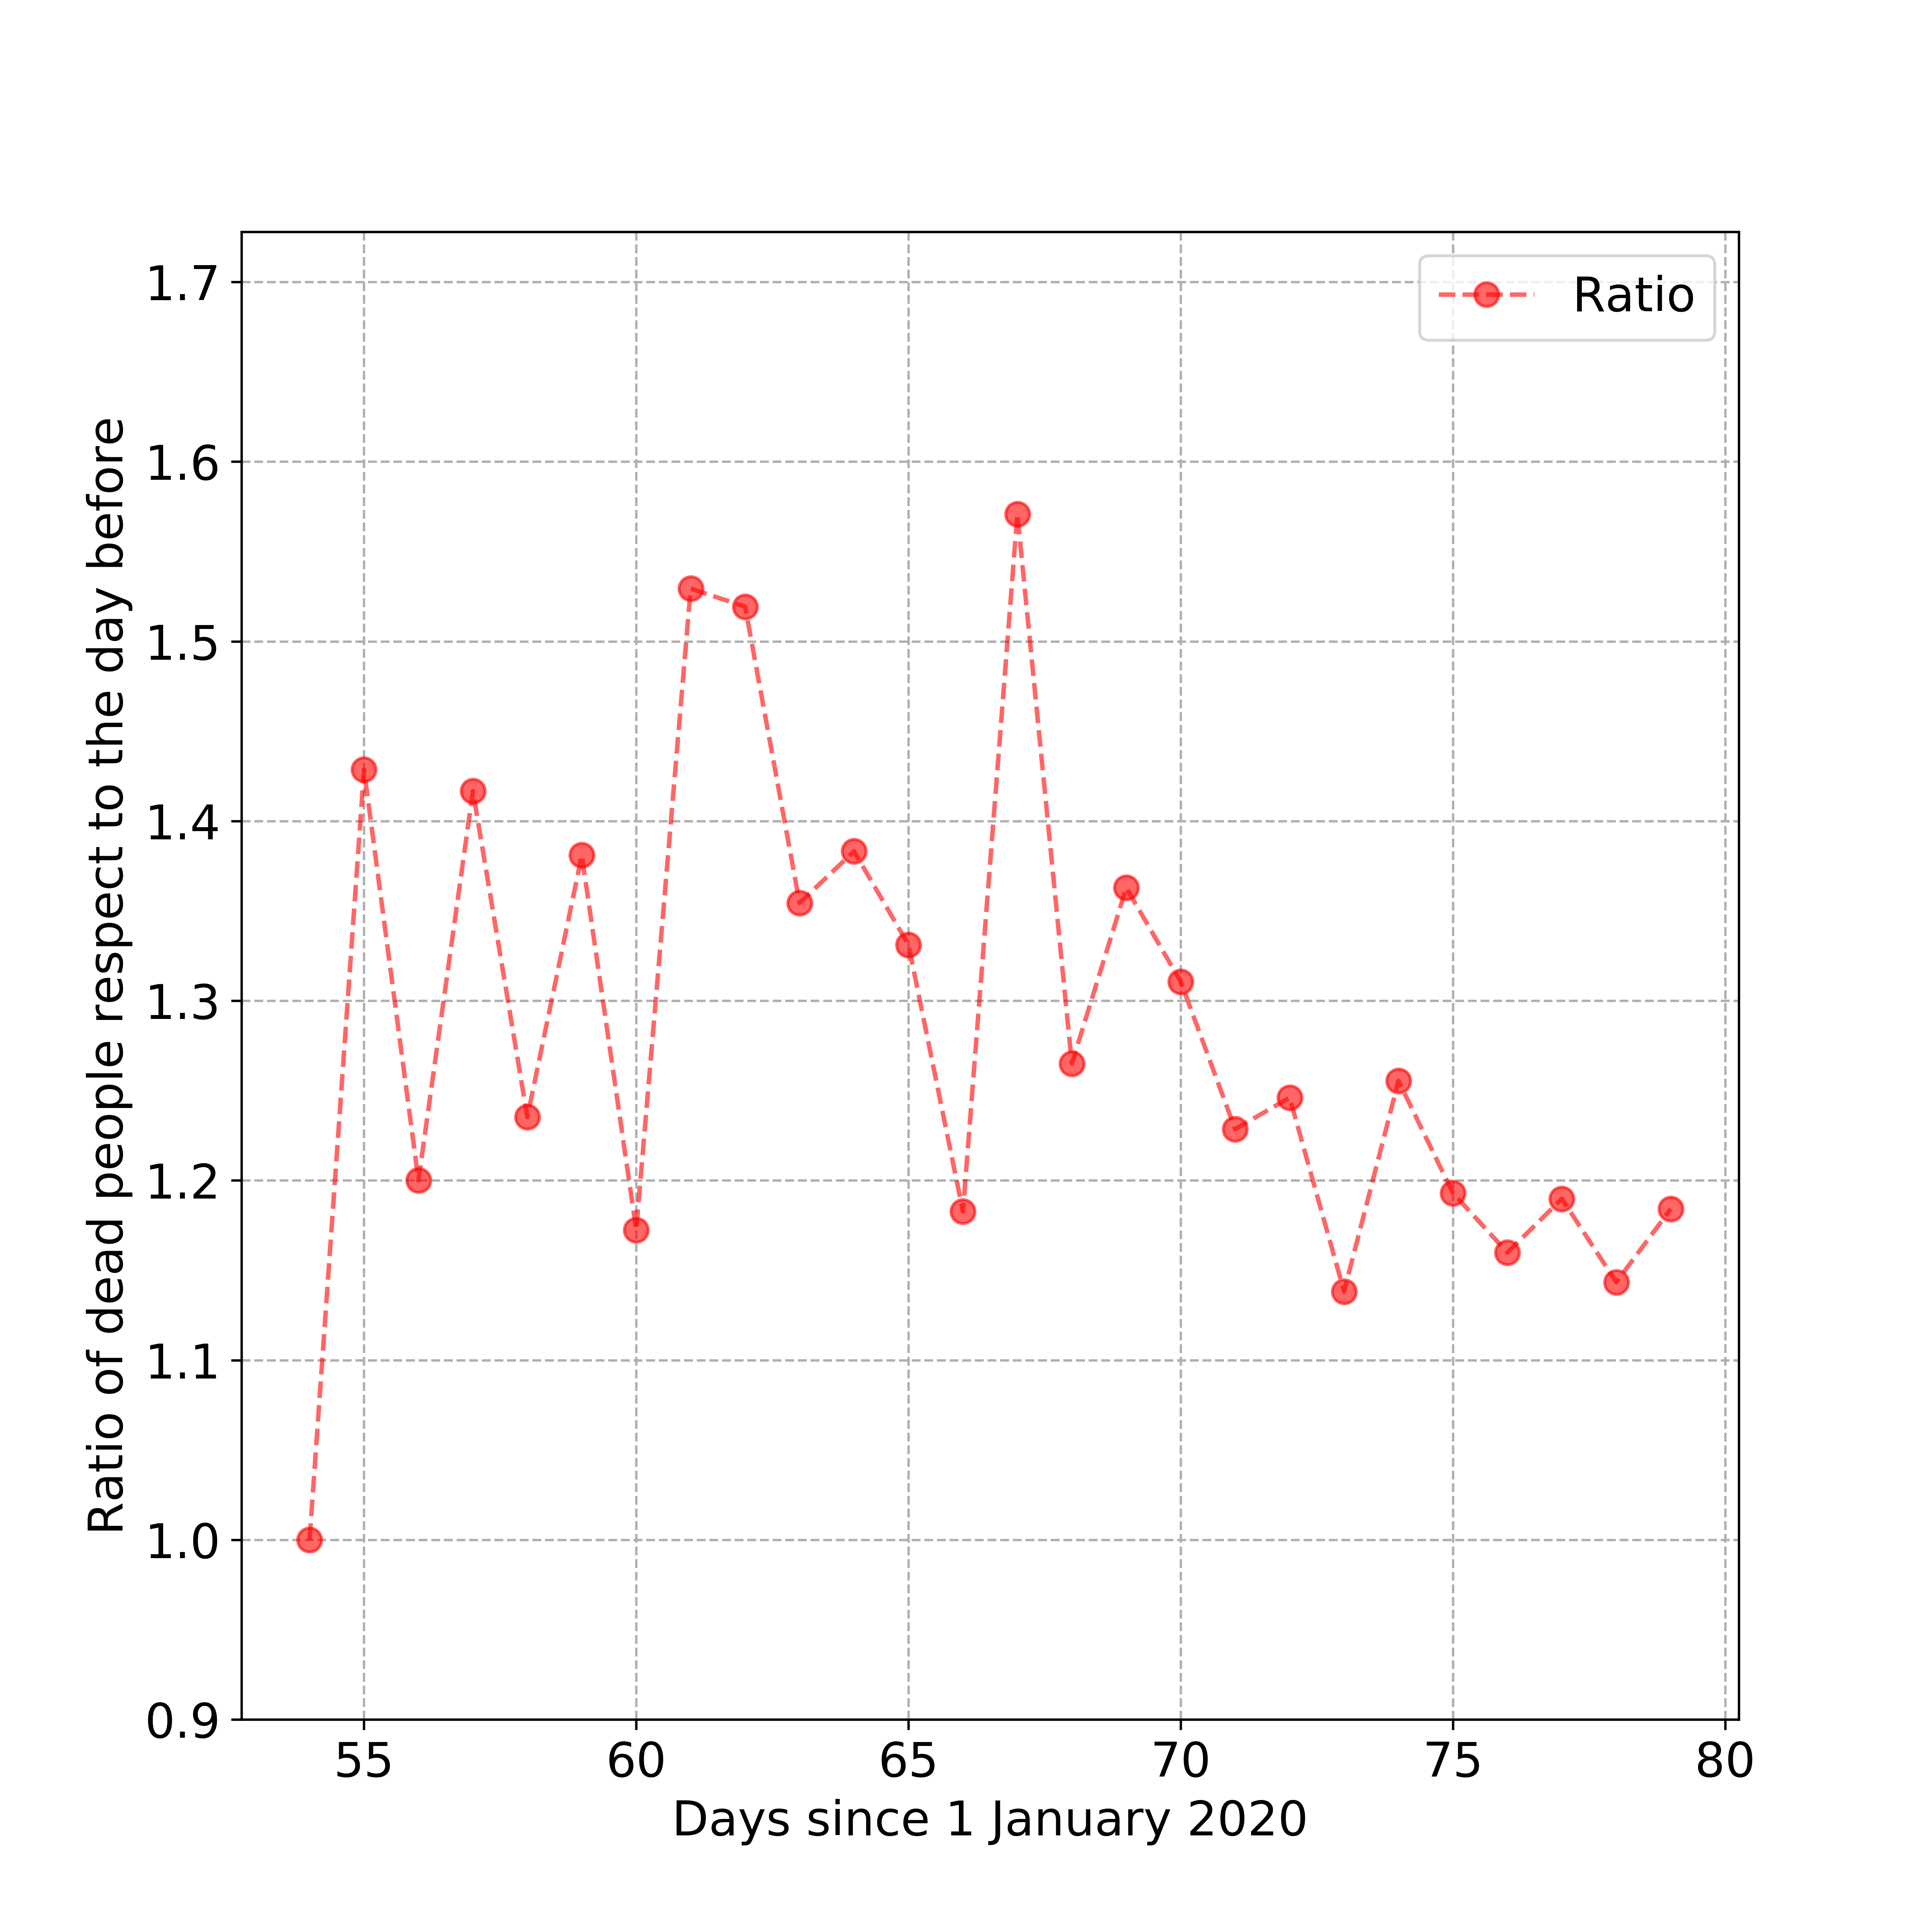 Ratio
Ratio of dead people respect to the day before
1.7
1.6
1.5
1.4
1.3
1.2
1.1
1.0
0.9
55 60 65 70 75 80
Days since 1 January 2020